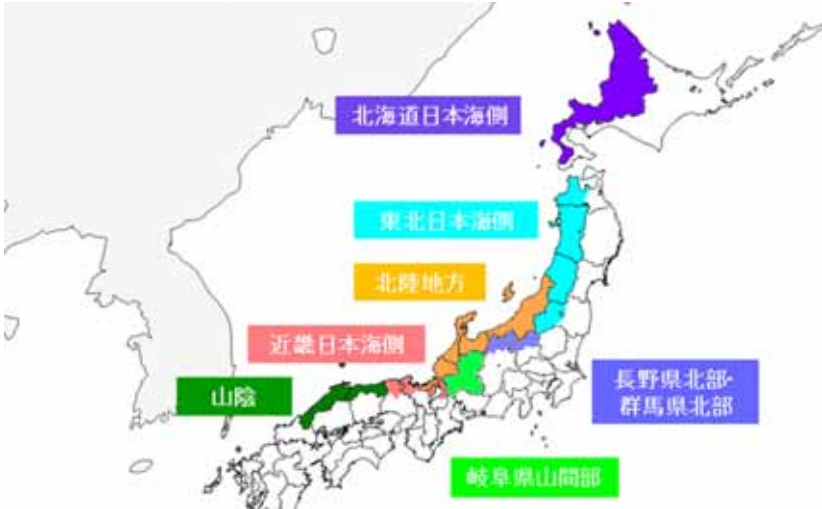 北海道日本海側
東北日本海側
北陸地方
近畿日本海側
山陰
長野県北部・
群馬県北部
岐阜県山間部